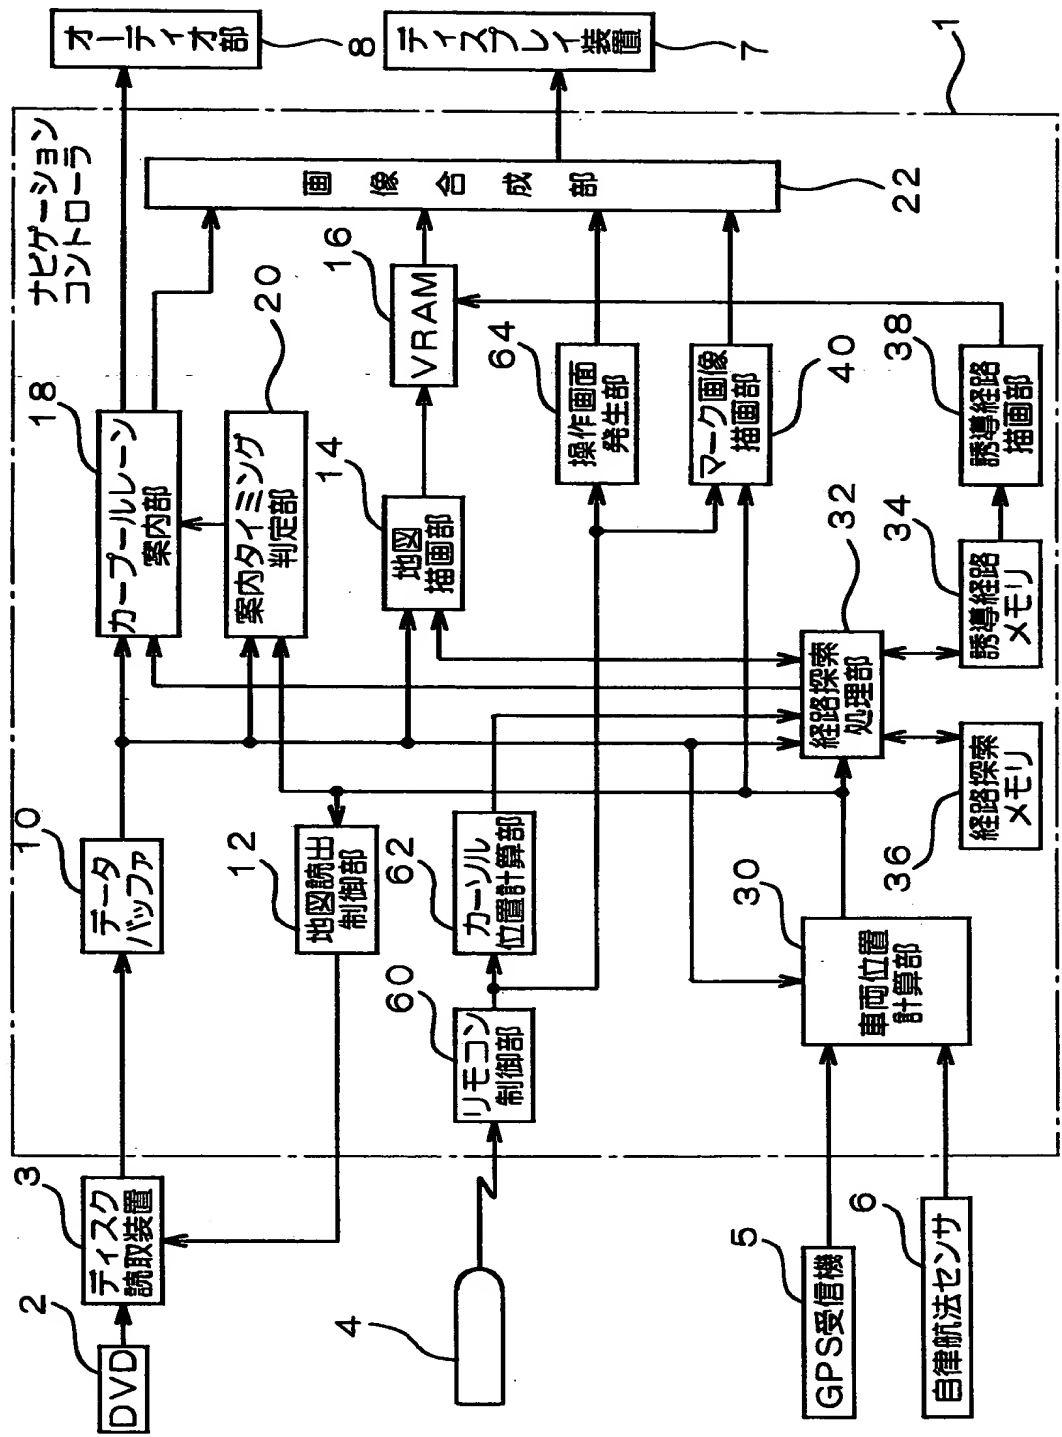 DVD
2
ディスク
読取装置
3
4
GPS受信機
5
自律航法センサ
6
ナビゲーション
コントローラ
1
データ
バッファ
10
地図読出
制御部
12
リモコン
制御部
60
カーソル
位置計算部
62
車両位置
計算部
30
カープールレーン
案内部
18
案内タイミング
判定部
20
地図
描画部
14
VRAM
16
操作画面
発生部
64
マーク画像
描画部
40
経路探索
処理部
32
経路探索
メモリ
36
誘導経路
メモリ
34
誘導経路
描画部
38
画像合成部
22
オーディオ部
8
ディスプレイ装置
7